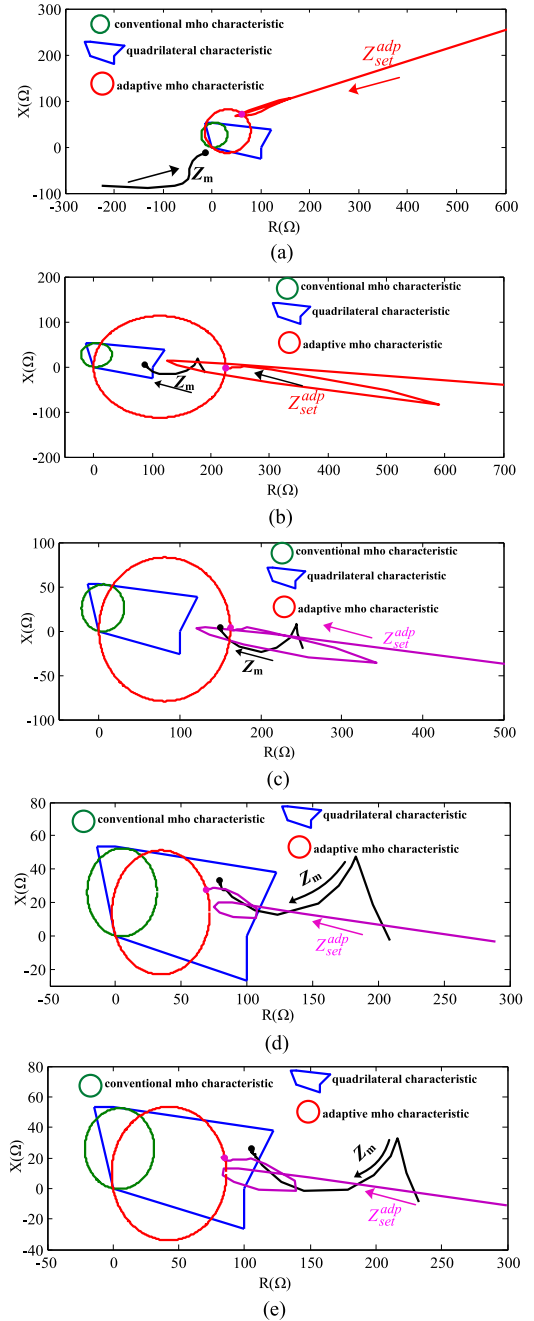 conventional mho characteristic
quadrilateral characteristic
adaptive mho characteristic
Z_set^adp
Z_m
X(Ω)
300
200
100
0
-100
-300 -200 -100 0 100 200 300 400 500 600
R(Ω)
(a)
conventional mho characteristic
quadrilateral characteristic
adaptive mho characteristic
Z_m
Z_set^adp
X(Ω)
200
100
0
-100
-200
0 100 200 300 400 500 600 700
R(Ω)
(b)
conventional mho characteristic
quadrilateral characteristic
adaptive mho characteristic
Z_set^adp
Z_m
X(Ω)
100
50
0
-50
-100
0 100 200 300 400 500
R(Ω)
(c)
conventional mho characteristic
quadrilateral characteristic
adaptive mho characteristic
Z_m
Z_set^adp
X(Ω)
80
60
40
20
0
-20
-50 0 50 100 150 200 250 300
R(Ω)
(d)
conventional mho characteristic
quadrilateral characteristic
adaptive mho characteristic
Z_m
Z_set^adp
X(Ω)
80
60
40
20
0
-20
-40
-50 0 50 100 150 200 250 300
R(Ω)
(e)